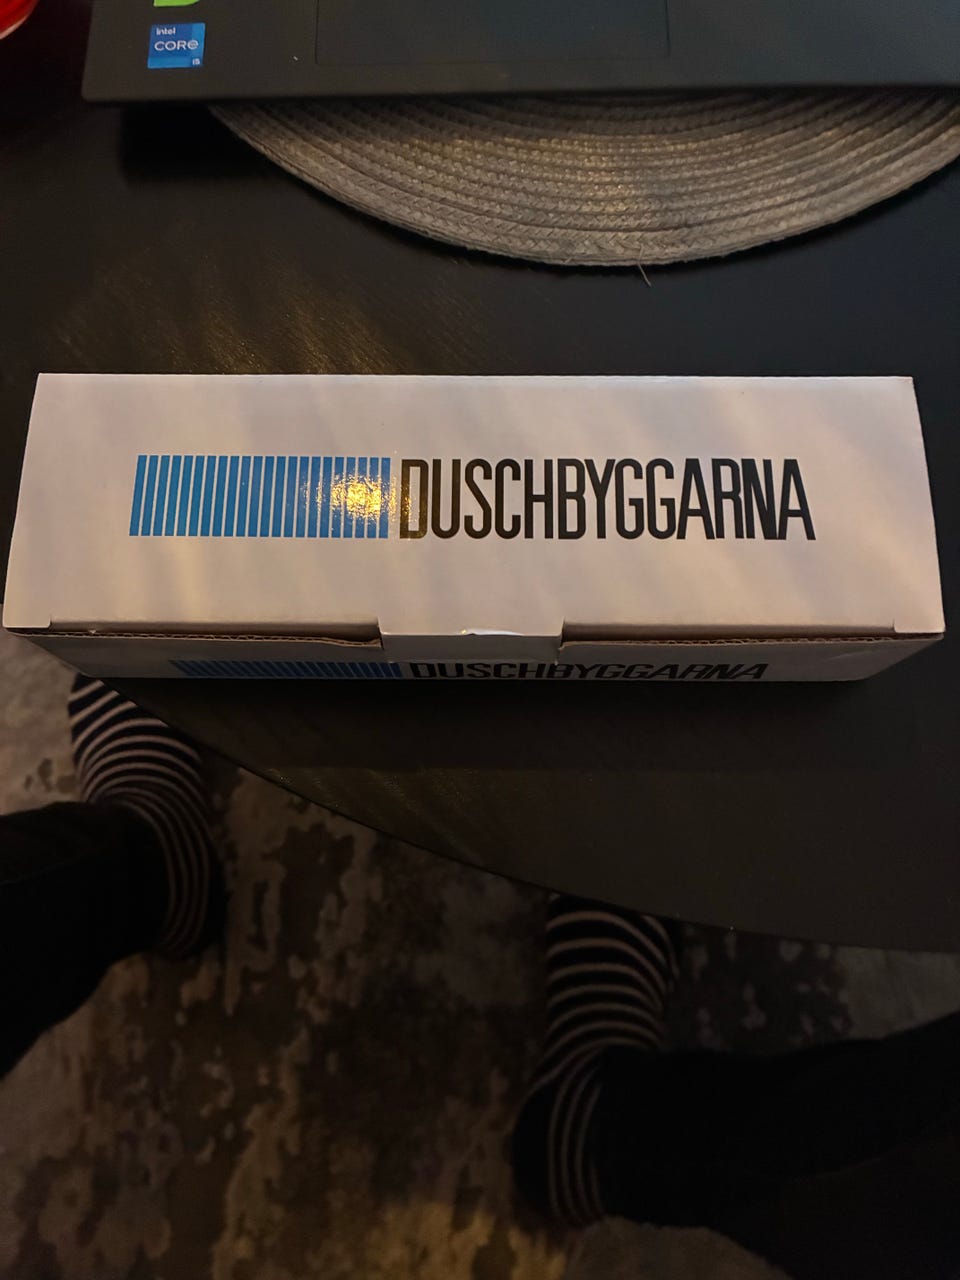 intel
CORE
i5
DUSCHBYGGARNA
DUSCHBYGGARNA